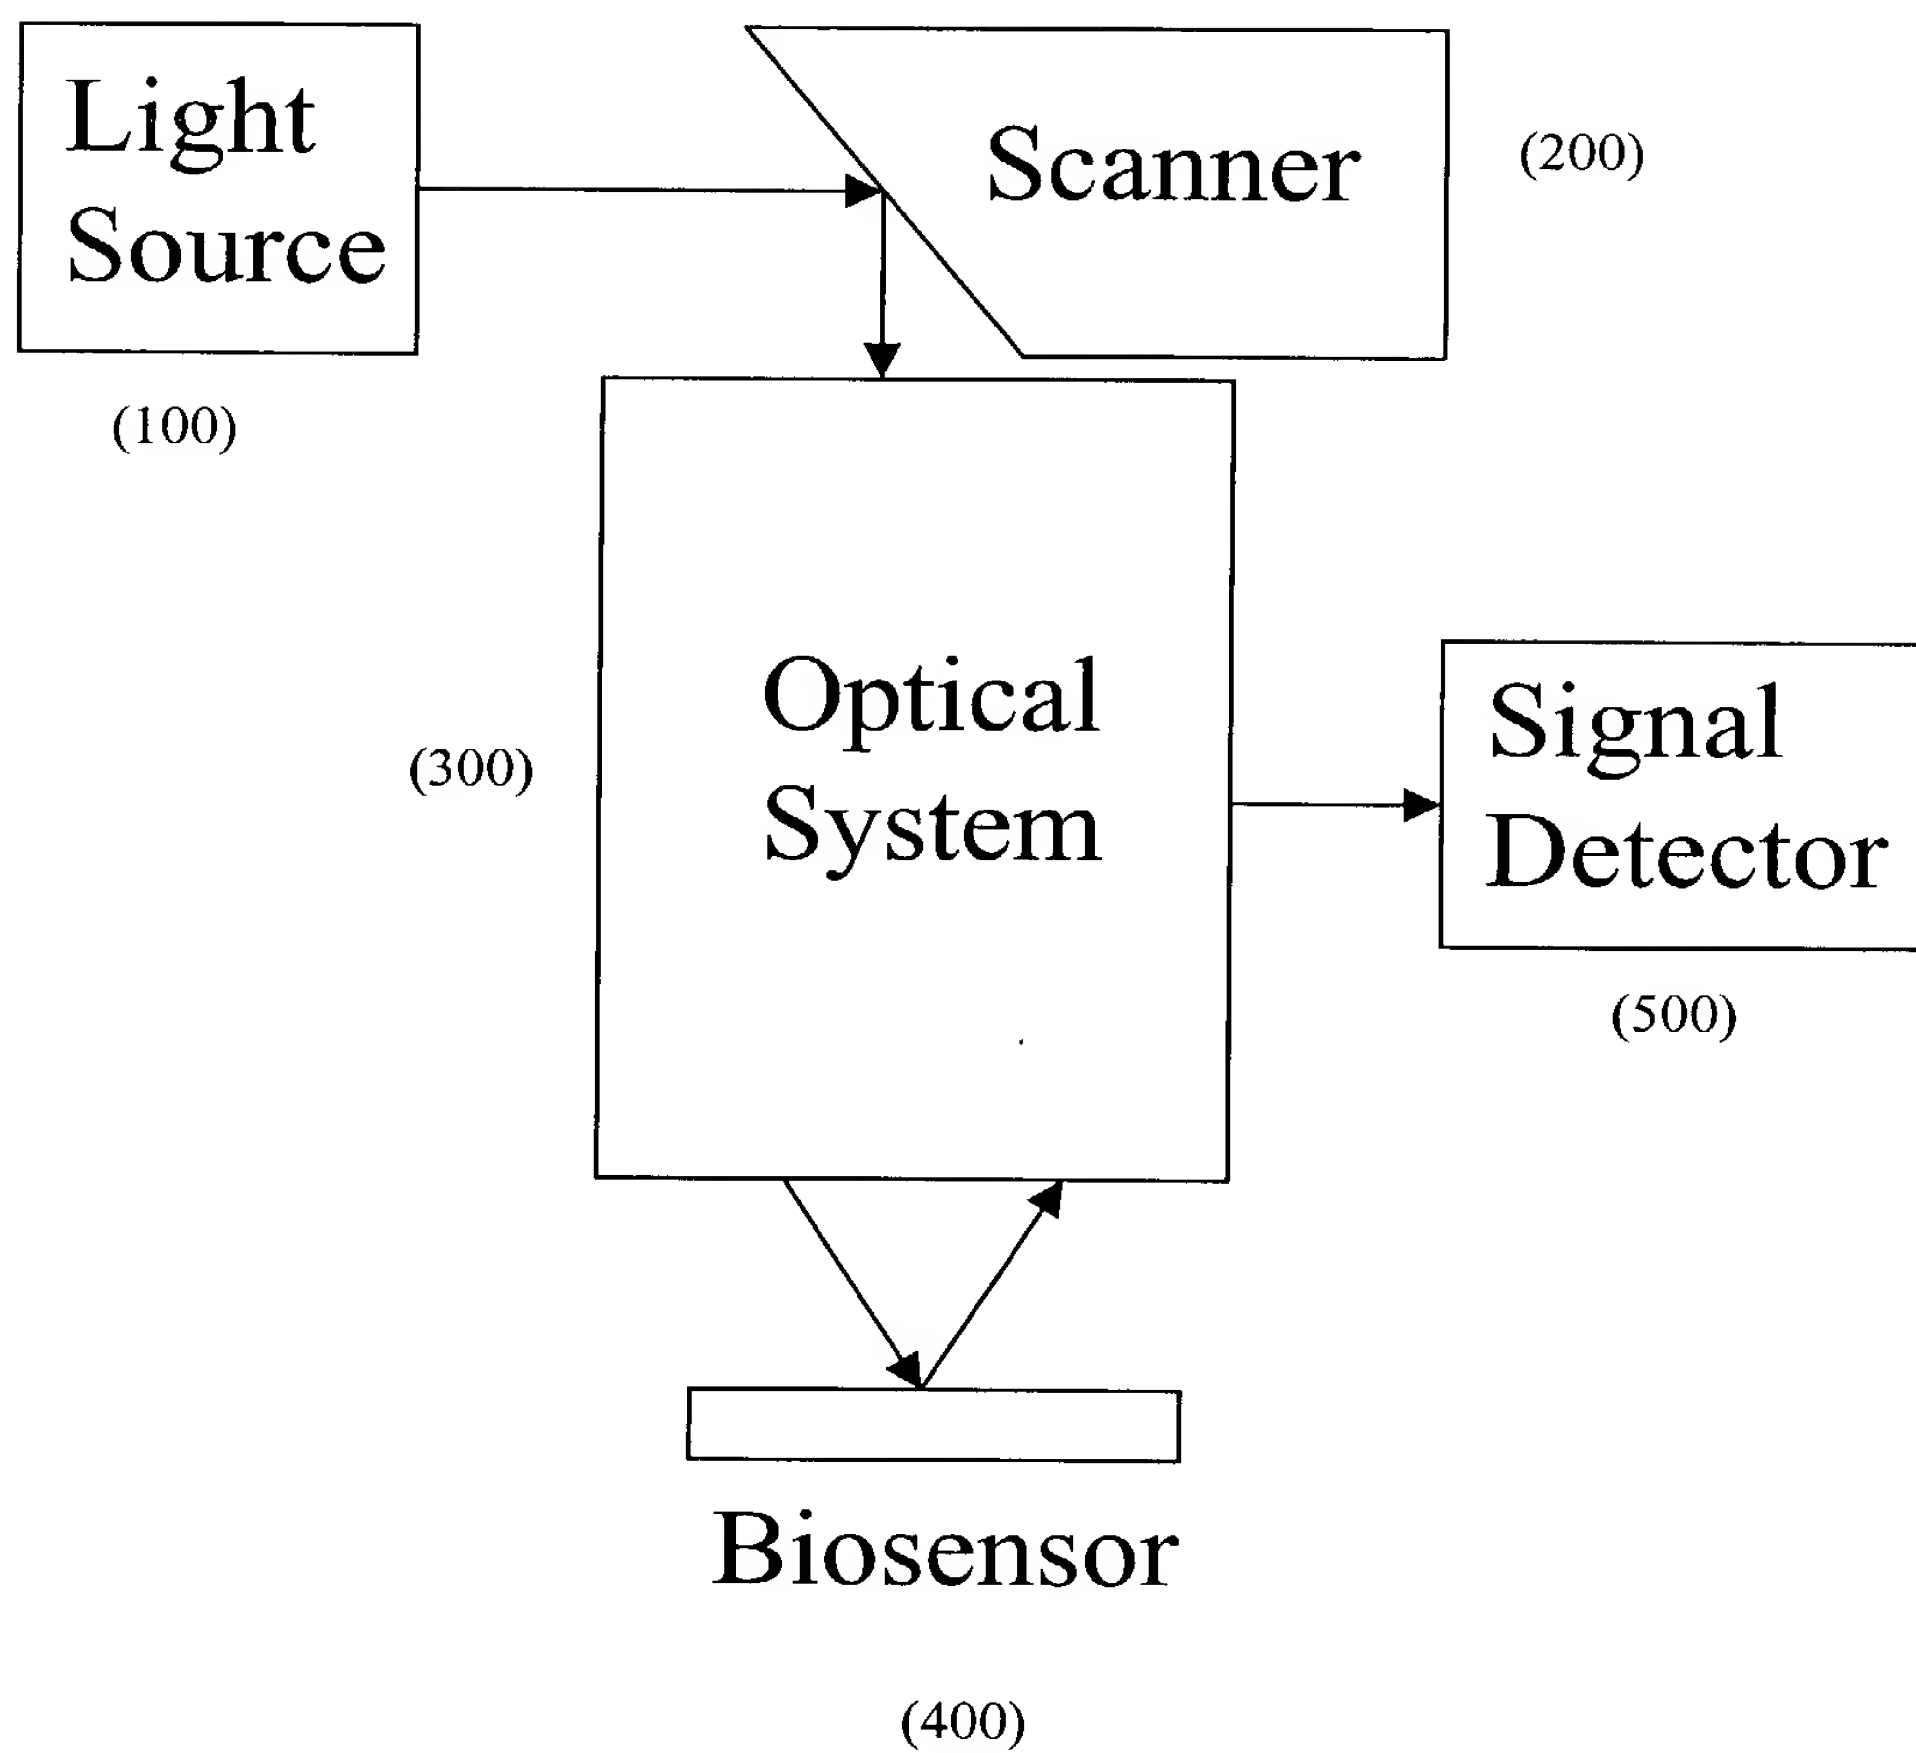 Light
Source
(100)
Scanner
(200)
Optical
System
(300)
Signal
Detector
(500)
Biosensor
(400)